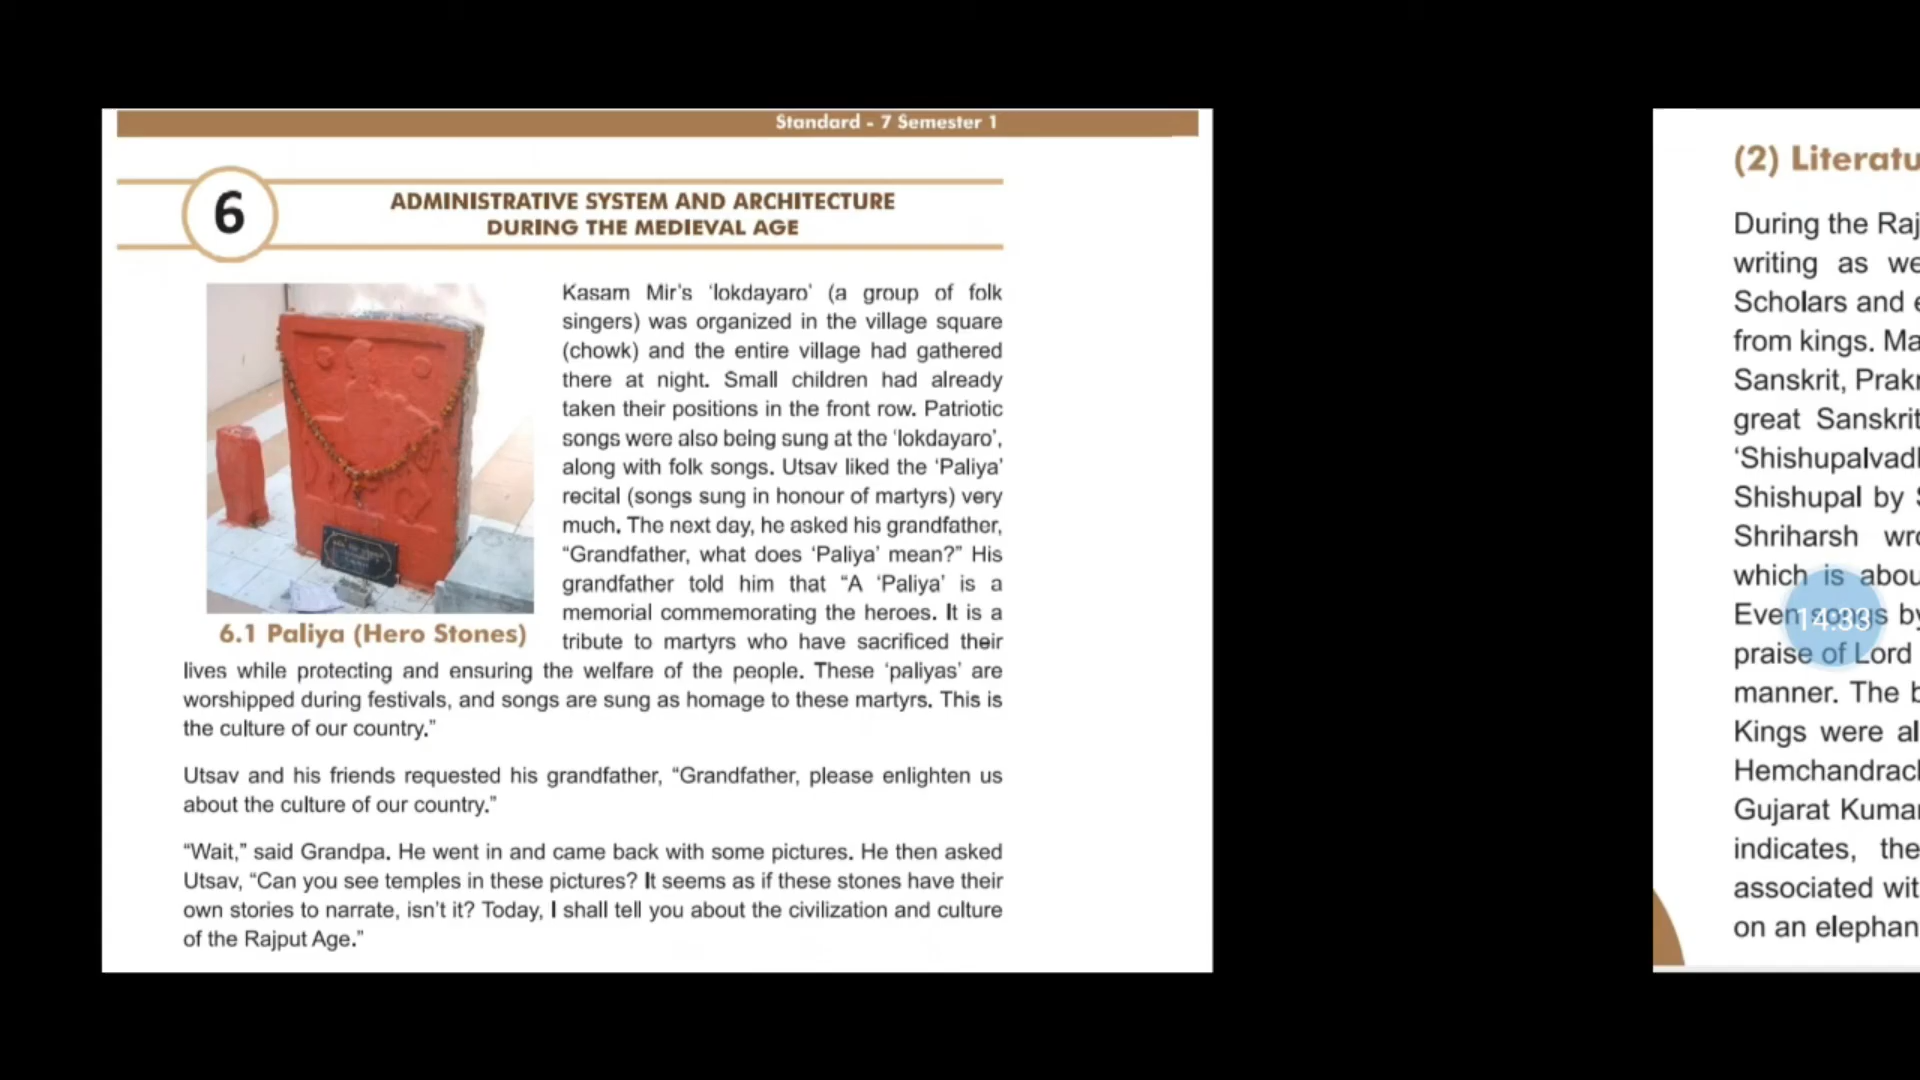 Standard - 7 Semester 1
6
ADMINISTRATIVE SYSTEM AND ARCHITECTURE
DURING THE MEDIEVAL AGE
Kasam Mir's 'lokdayaro' (a group of folk
singers) was organized in the village square
(chowk) and the entire village had gathered
there at night. Small children had already
taken their positions in the front row. Patriotic
songs were also being sung at the 'lokdayaro',
along with folk songs. Utsav liked the 'Paliya'
recital (songs sung in honour of martyrs) very
much. The next day, he asked his grandfather,
“Grandfather, what does 'Paliya' mean?” His
grandfather told him that “A 'Paliya' is a
memorial commemorating the heroes. It is a
6.1 Paliya (Hero Stones)
tribute to martyrs who have sacrificed their
lives while protecting and ensuring the welfare of the people. These 'paliyas' are
worshipped during festivals, and songs are sung as homage to these martyrs. This is
the culture of our country.”
Utsav and his friends requested his grandfather, “Grandfather, please enlighten us
about the culture of our country.”
“Wait,” said Grandpa. He went in and came back with some pictures. He then asked
Utsav, “Can you see temples in these pictures? It seems as if these stones have their
own stories to narrate, isn't it? Today, I shall tell you about the civilization and culture
of the Rajput Age.”
(2) Literatu
During the Raj
writing as we
Scholars and e
from kings. Ma
Sanskrit, Prakr
great Sanskrit
'Shishupalvadh
Shishupal by S
Shriharsh wro
which is abou
Even songs by
14:33
praise of Lord
manner. The b
Kings were al
Hemchandrach
Gujarat Kumar
indicates, the
associated wit
on an elephan